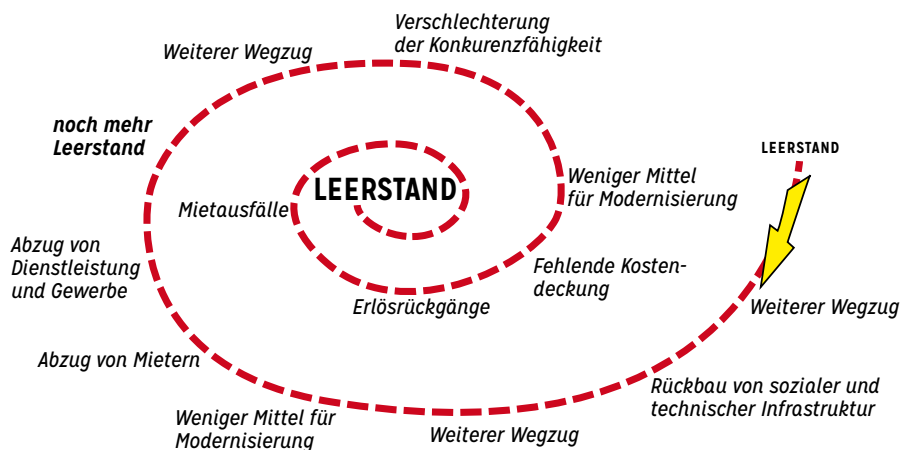 Verschlechterung
der Konkurenzfähigkeit
Weiterer Wegzug
noch mehr
Leerstand
LEERSTAND
Weniger Mittel
für Modernisierung
LEERSTAND
Mietausfälle
Abzug von
Dienstleistung
und Gewerbe
Fehlende Kosten-
deckung
Erlösrückgänge
Weiterer Wegzug
Abzug von Mietern
Rückbau von sozialer und
technischer Infrastruktur
Weniger Mittel für
Modernisierung
Weiterer Wegzug